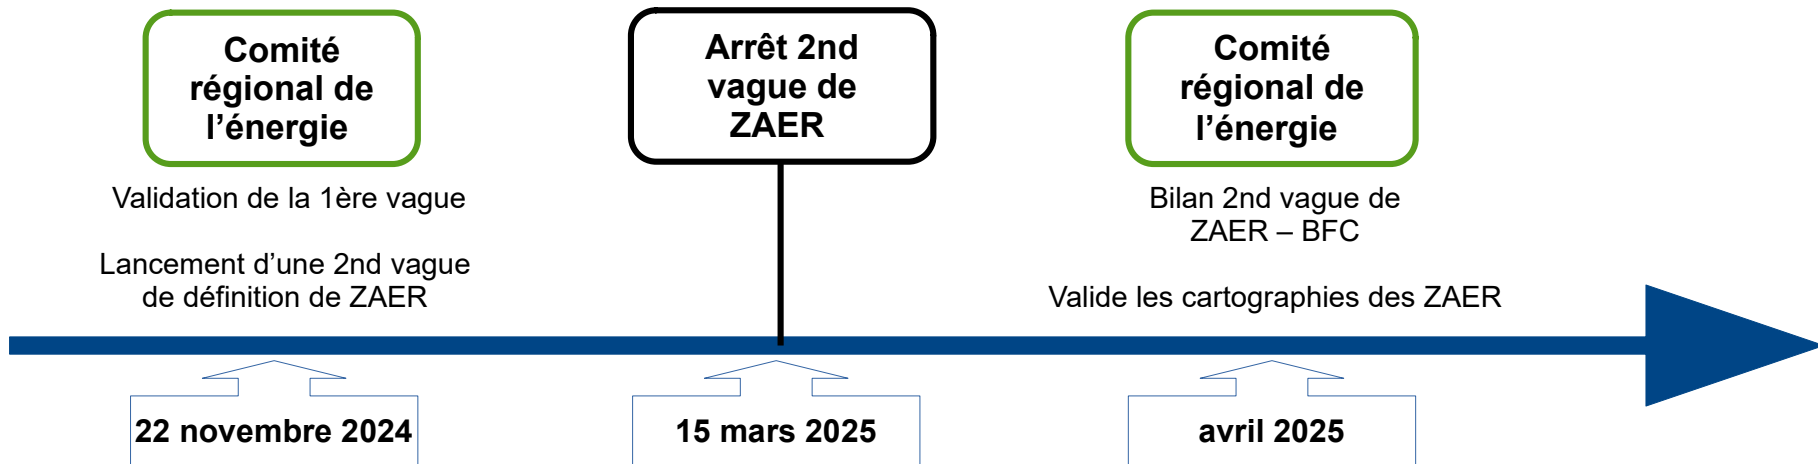 Comité
régional de
l’énergie
Validation de la 1ère vague
Lancement d’une 2nd vague
de définition de ZAER
22 novembre 2024
Arrêt 2nd
vague de
ZAER
15 mars 2025
Comité
régional de
l’énergie
Bilan 2nd vague de
ZAER – BFC
Valide les cartographies des ZAER
avril 2025